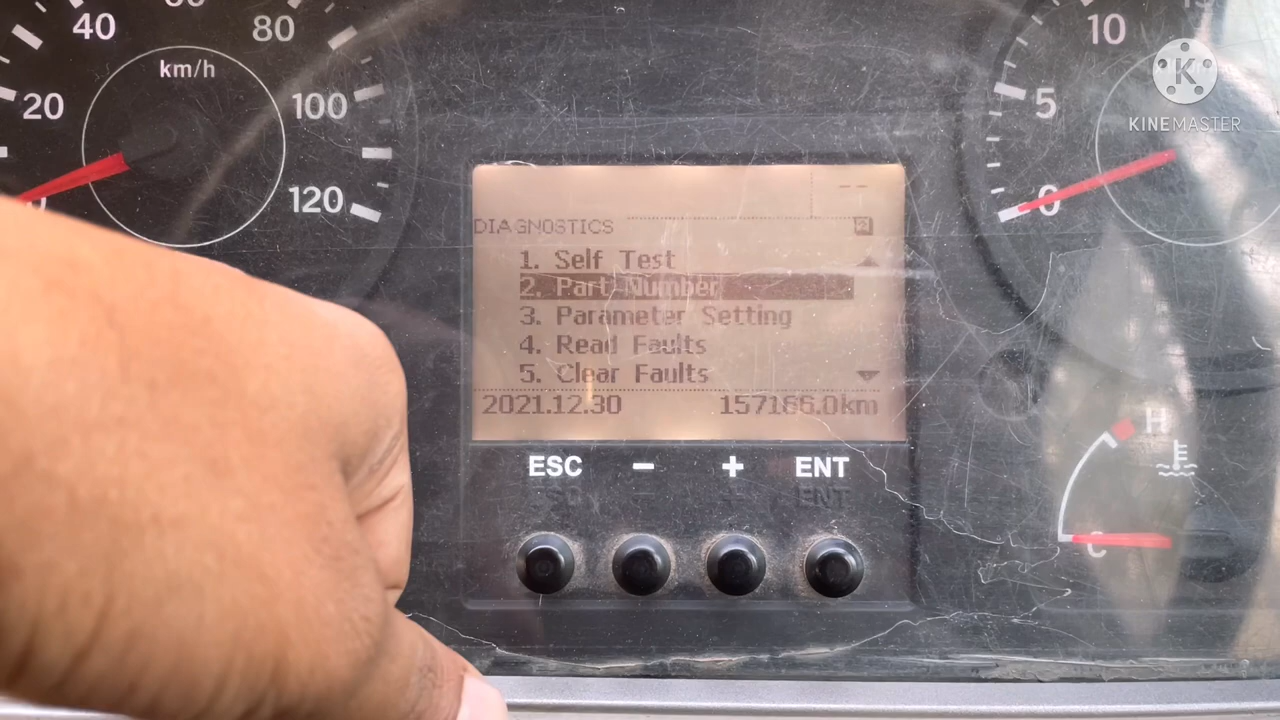 40
80
km/h
20
100
120
10
5
0
K
KINEMASTER
DIAGNOSTICS 2
1. Self Test
2. Part Number
3. Parameter Setting
4. Read Faults
5. Clear Faults
2021.12.30 157166.0km
ESC - + ENT
H
C